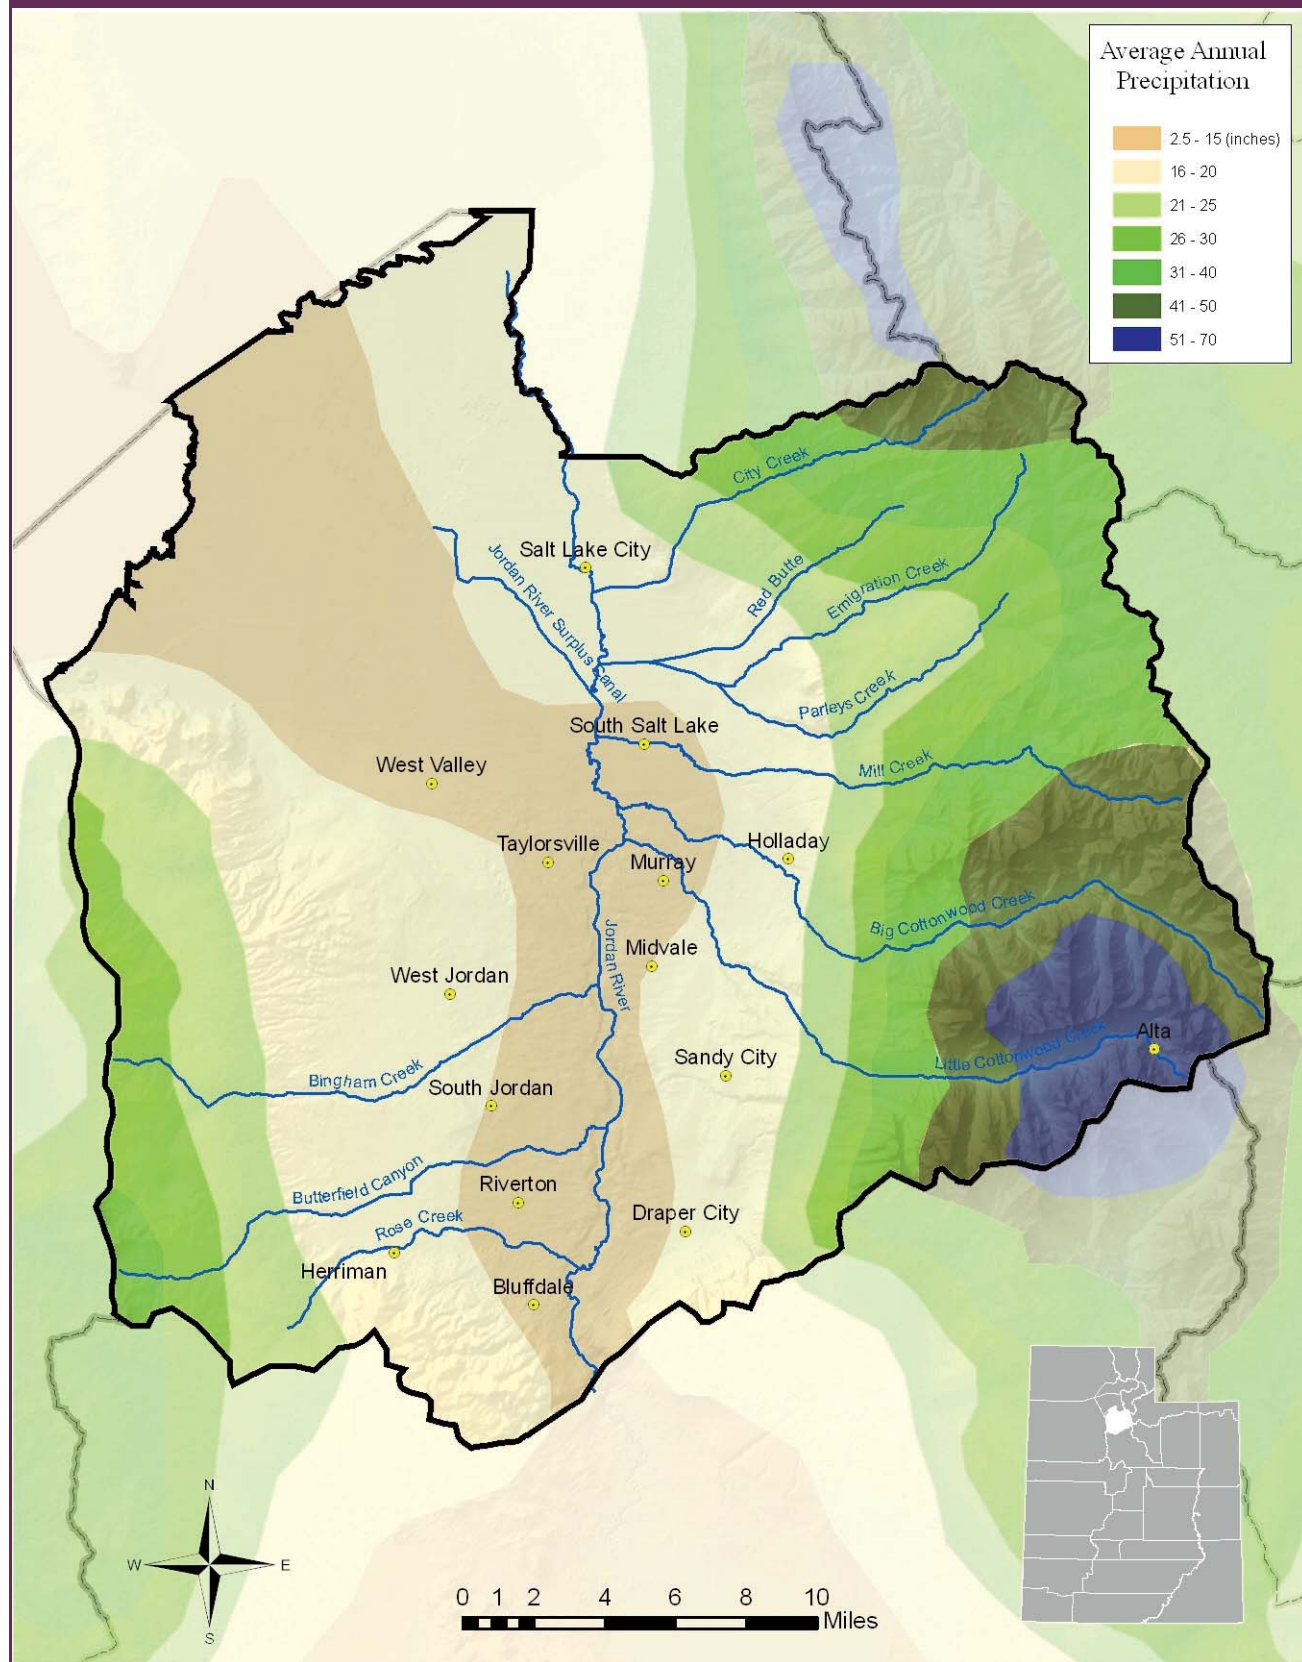 Average Annual
Precipitation
2.5 - 15 (inches)
16 - 20
21 - 25
26 - 30
31 - 40
41 - 50
51 - 70
City Creek
Salt Lake City
Jordan River Surplus Canal
Red Butte
Emigration Creek
Parleys Creek
South Salt Lake
West Valley
Mill Creek
Taylorsville
Holladay
Murray
Big Cottonwood Creek
Jordan River
Midvale
West Jordan
Alta
Little Cottonwood Creek
Sandy City
Bingham Creek
South Jordan
Butterfield Canyon
Riverton
Rose Creek
Draper City
Herriman
Bluffdale
N
W
E
S
0 1 2 4 6 8 10
Miles